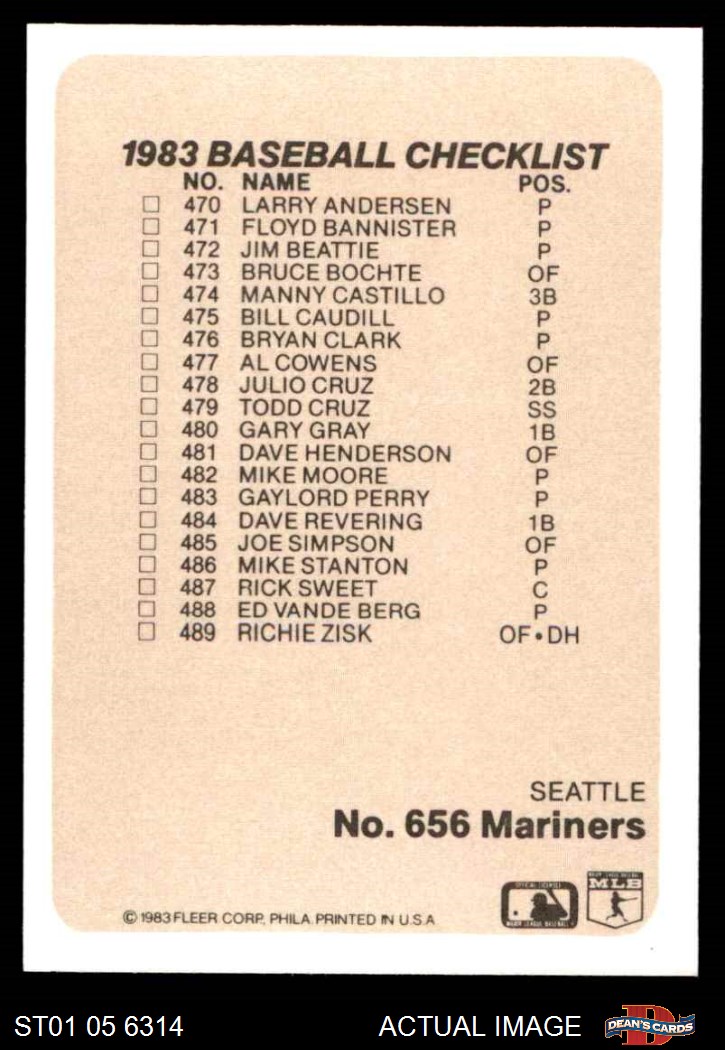 1983 BASEBALL CHECKLIST
NO. NAME POS.
470 LARRY ANDERSEN P
471 FLOYD BANNISTER P
472 JIM BEATTIE P
473 BRUCE BOCHTE OF
474 MANNY CASTILLO 3B
475 BILL CAUDILL P
476 BRYAN CLARK P
477 AL COWENS OF
478 JULIO CRUZ 2B
479 TODD CRUZ SS
480 GARY GRAY 1B
481 DAVE HENDERSON OF
482 MIKE MOORE P
483 GAYLORD PERRY P
484 DAVE REVERING 1B
485 JOE SIMPSON OF
486 MIKE STANTON P
487 RICK SWEET C
488 ED VANDE BERG P
489 RICHIE ZISK OF•DH
SEATTLE
No. 656 Mariners
MLB
© 1983 FLEER CORP., PHILA. PRINTED IN U.S.A
ST01 05 6314 ACTUAL IMAGE
D
DEAN'S CARDS